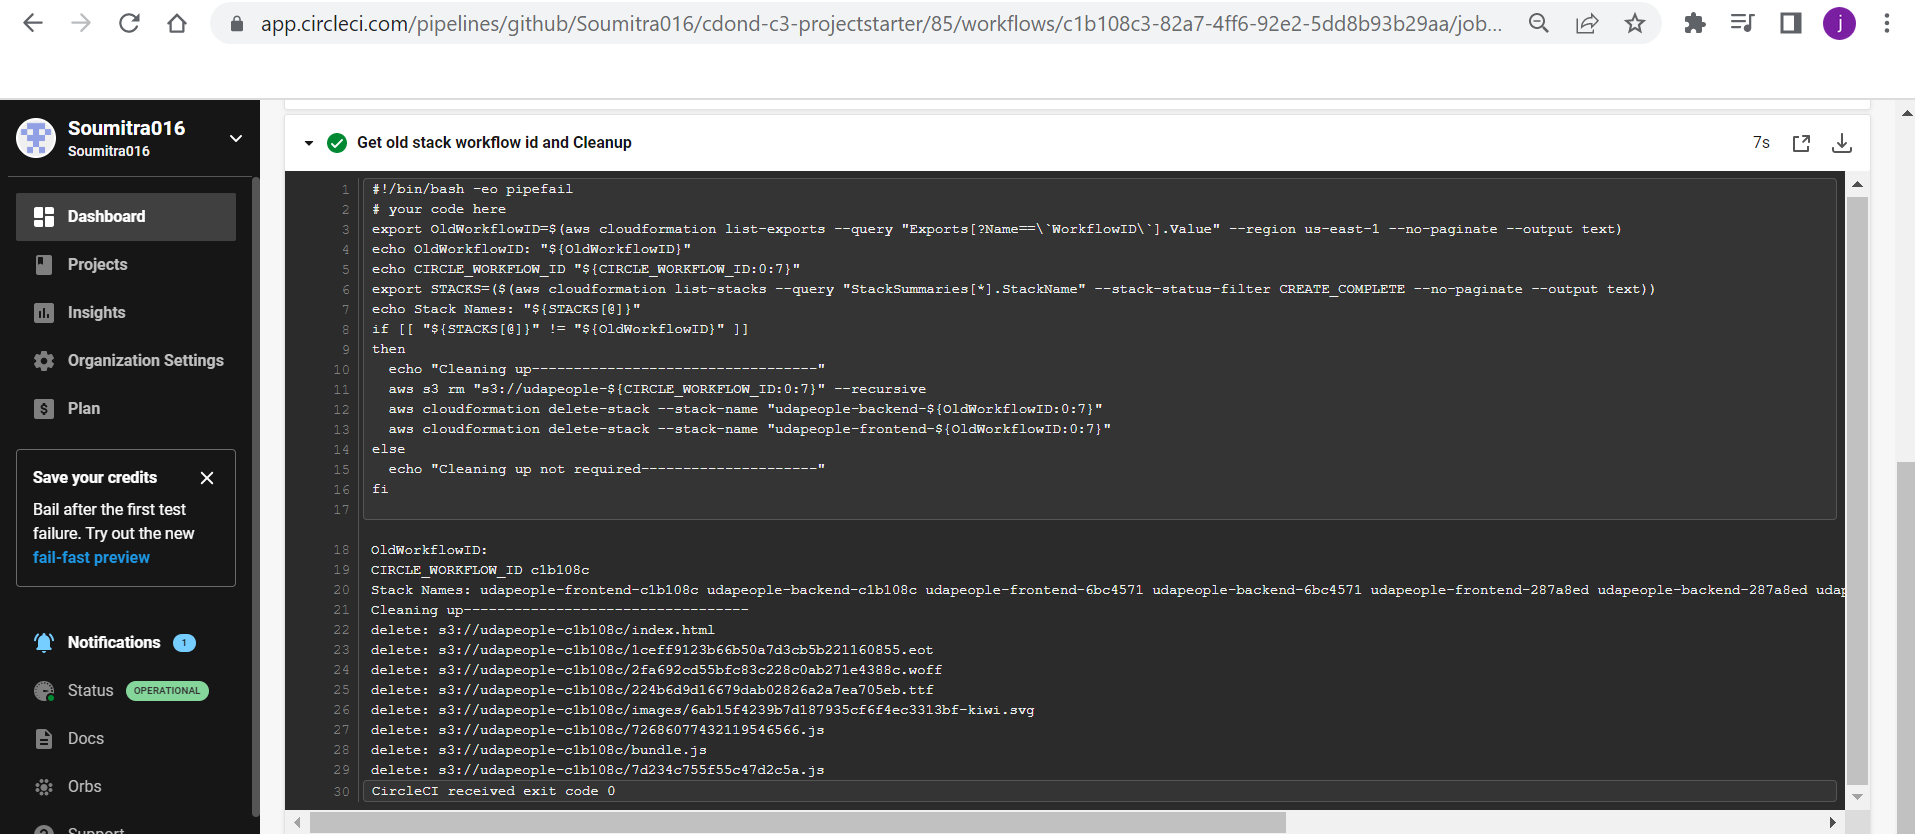 app.circleci.com/pipelines/github/Soumitra016/cdond-c3-projectstarter/85/workflows/c1b108c3-82a7-4ff6-92e2-5dd8b93b29aa/job...
j
Soumitra016
Soumitra016
Dashboard
Projects
Insights
Organization Settings
Plan
Save your credits
Bail after the first test
failure. Try out the new
fail-fast preview
Notifications 1
Status OPERATIONAL
Docs
Orbs
Support
Get old stack workflow id and Cleanup 7s
1 #!/bin/bash -eo pipefail
2 # your code here
3 export OldWorkflowID=$(aws cloudformation list-exports --query "Exports[?Name==\`WorkflowID\`].Value" --region us-east-1 --no-paginate --output text)
4 echo OldWorkflowID: "${OldWorkflowID}"
5 echo CIRCLE_WORKFLOW_ID "${CIRCLE_WORKFLOW_ID:0:7}"
6 export STACKS=($(aws cloudformation list-stacks --query "StackSummaries[*].StackName" --stack-status-filter CREATE_COMPLETE --no-paginate --output text))
7 echo Stack Names: "${STACKS[@]}"
8 if [[ "${STACKS[@]}" != "${OldWorkflowID}" ]]
9 then
10 echo "Cleaning up----------------------------------"
11 aws s3 rm "s3://udapeople-${CIRCLE_WORKFLOW_ID:0:7}" --recursive
12 aws cloudformation delete-stack --stack-name "udapeople-backend-${OldWorkflowID:0:7}"
13 aws cloudformation delete-stack --stack-name "udapeople-frontend-${OldWorkflowID:0:7}"
14 else
15 echo "Cleaning up not required---------------------"
16 fi
17
18 OldWorkflowID:
19 CIRCLE_WORKFLOW_ID c1b108c
20 Stack Names: udapeople-frontend-c1b108c udapeople-backend-c1b108c udapeople-frontend-6bc4571 udapeople-backend-6bc4571 udapeople-frontend-287a8ed udapeople-backend-287a8ed udap
21 Cleaning up----------------------------------
22 delete: s3://udapeople-c1b108c/index.html
23 delete: s3://udapeople-c1b108c/1ceff9123b66b50a7d3cb5b221160855.eot
24 delete: s3://udapeople-c1b108c/2fa692cd55bfc83c228c0ab271e4388c.woff
25 delete: s3://udapeople-c1b108c/224b6d9d16679dab02826a2a7ea705eb.ttf
26 delete: s3://udapeople-c1b108c/images/6ab15f4239b7d187935cf6f4ec3313bf-kiwi.svg
27 delete: s3://udapeople-c1b108c/72686077432119546566.js
28 delete: s3://udapeople-c1b108c/bundle.js
29 delete: s3://udapeople-c1b108c/7d234c755f55c47d2c5a.js
30 CircleCI received exit code 0